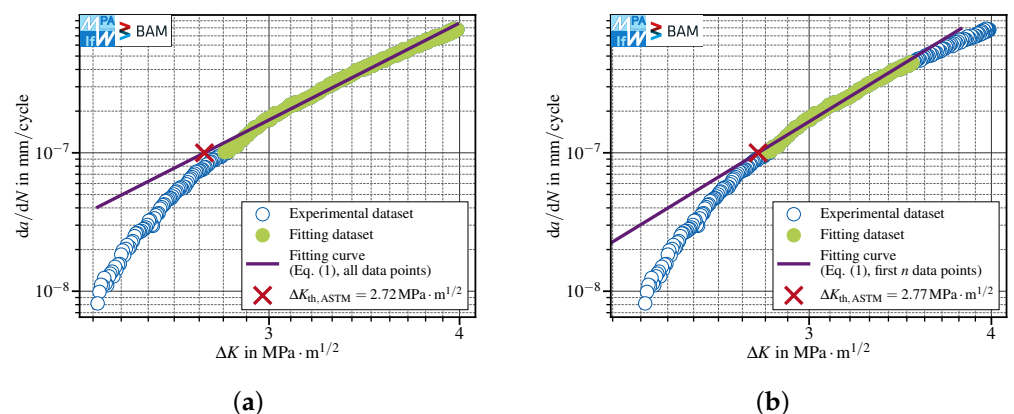 MPA
IfW
BAM
da/dN in mm/cycle
10⁻⁷
10⁻⁸
Experimental dataset
Fitting dataset
Fitting curve
(Eq. (1), all data points)
ΔK_th,ASTM = 2.72 MPa · m^1/2
3
4
ΔK in MPa · m^1/2
(a)
MPA
IfW
BAM
da/dN in mm/cycle
10⁻⁷
10⁻⁸
Experimental dataset
Fitting dataset
Fitting curve
(Eq. (1), first n data points)
ΔK_th,ASTM = 2.77 MPa · m^1/2
3
4
ΔK in MPa · m^1/2
(b)